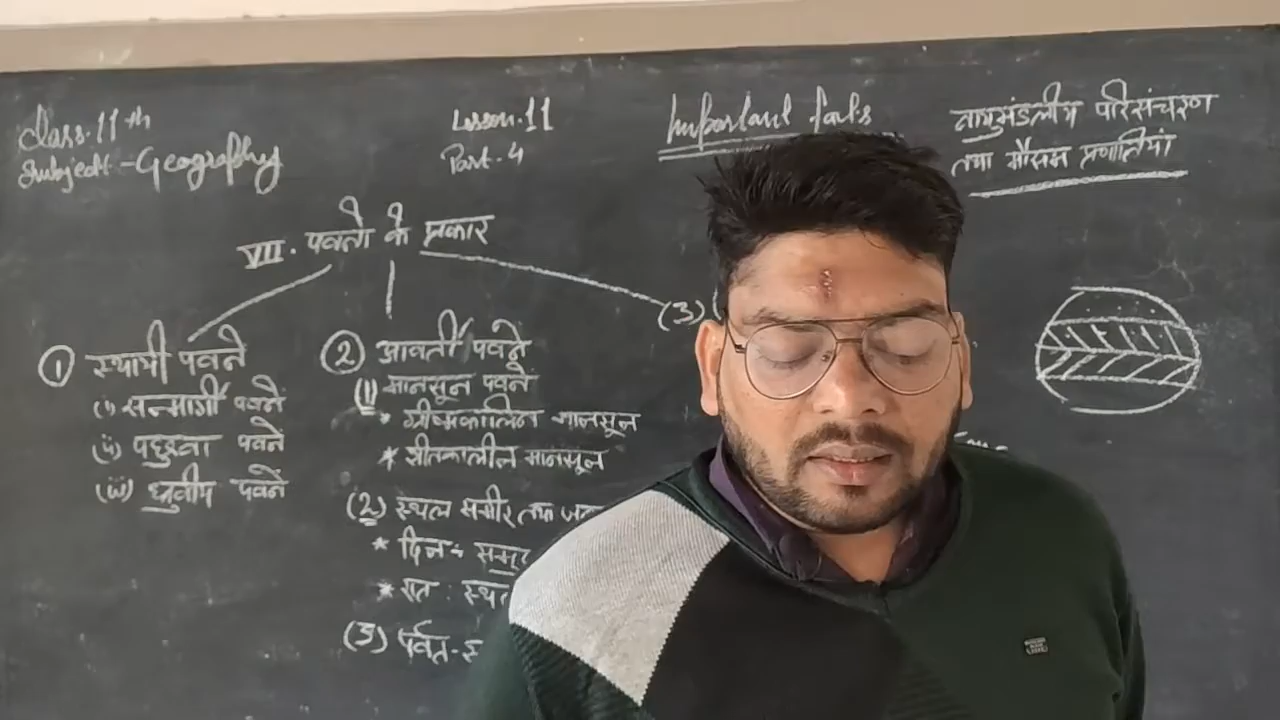 Class. 11th
Subject - Geography
Lesson. 11
Part. 4
Important facts
वायुमंडलीय परिसंचरण
तथा मौसम प्रणालियां
VII. पवनों के प्रकार
① स्थायी पवनें
(i) सन्मार्गी पवनें
(ii) पछुवा पवनें
(iii) ध्रुवीय पवनें
② आवर्ती पवनें
(1) मानसून पवनें
* ग्रीष्मकालिन मानसून
* शीतकालीन मानसून
(2) स्थल समीर तथा
* दिन
* रात : स्थल
(3) पर्वत
(3)